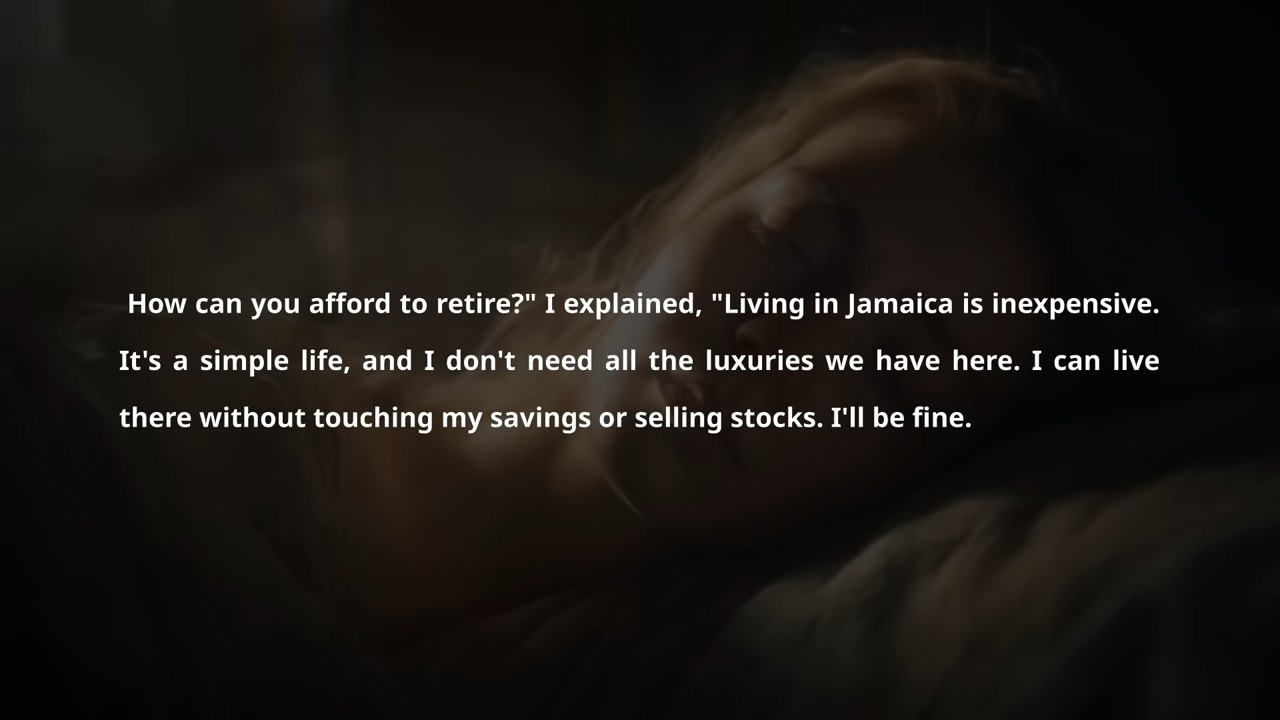 How can you afford to retire?" I explained, "Living in Jamaica is inexpensive.
It's a simple life, and I don't need all the luxuries we have here. I can live
there without touching my savings or selling stocks. I'll be fine.